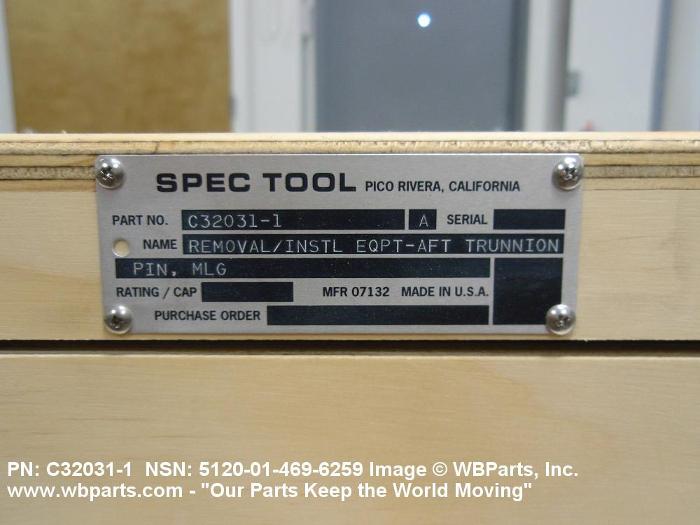 SPEC TOOL PICO RIVERA, CALIFORNIA
PART NO. C32031-1 A SERIAL
NAME REMOVAL/INSTL EQPT-AFT TRUNNION
PIN, MLG
RATING / CAP MFR 07132 MADE IN U.S.A.
PURCHASE ORDER
PN: C32031-1 NSN: 5120-01-469-6259 Image © WBParts, Inc.
www.wbparts.com - "Our Parts Keep the World Moving"